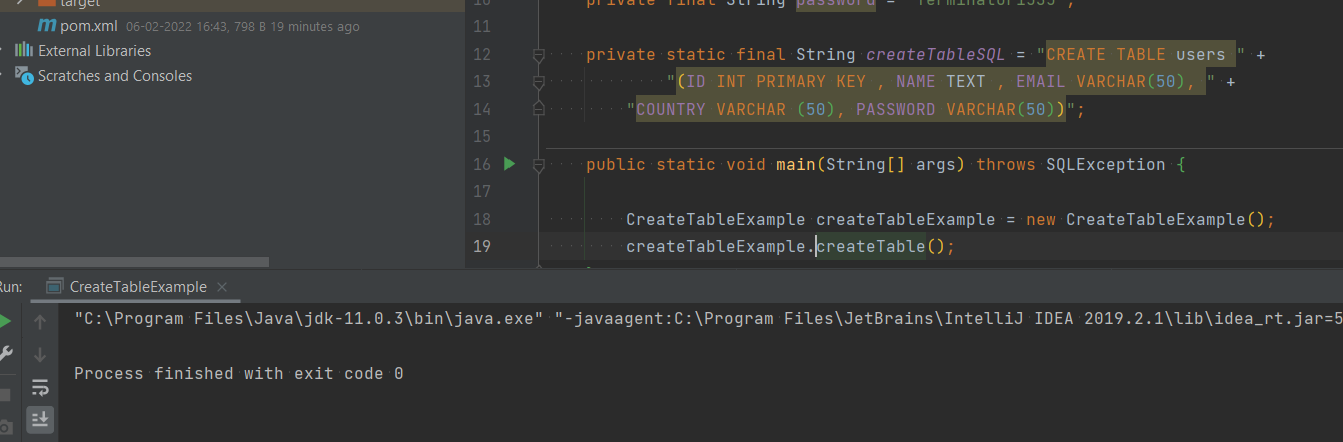 target
pom.xml 06-02-2022 16:43, 798 B 19 minutes ago
External Libraries
Scratches and Consoles
10 private final String password = "Terminator1535";
11
12 private static final String createTableSQL = "CREATE TABLE users " +
13 "(ID INT PRIMARY KEY , NAME TEXT , EMAIL VARCHAR(50), " +
14 "COUNTRY VARCHAR (50), PASSWORD VARCHAR(50))";
15
16 public static void main(String[] args) throws SQLException {
17
18 CreateTableExample createTableExample = new CreateTableExample();
19 createTableExample.createTable();
Run: CreateTableExample
"C:\Program Files\Java\jdk-11.0.3\bin\java.exe" "-javaagent:C:\Program Files\JetBrains\IntelliJ IDEA 2019.2.1\lib\idea_rt.jar=5
Process finished with exit code 0